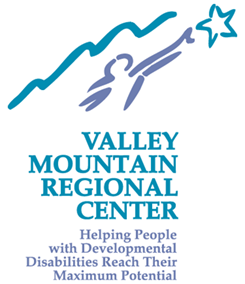 VALLEY
MOUNTAIN
REGIONAL
CENTER
Helping People
with Developmental
Disabilities Reach Their
Maximum Potential